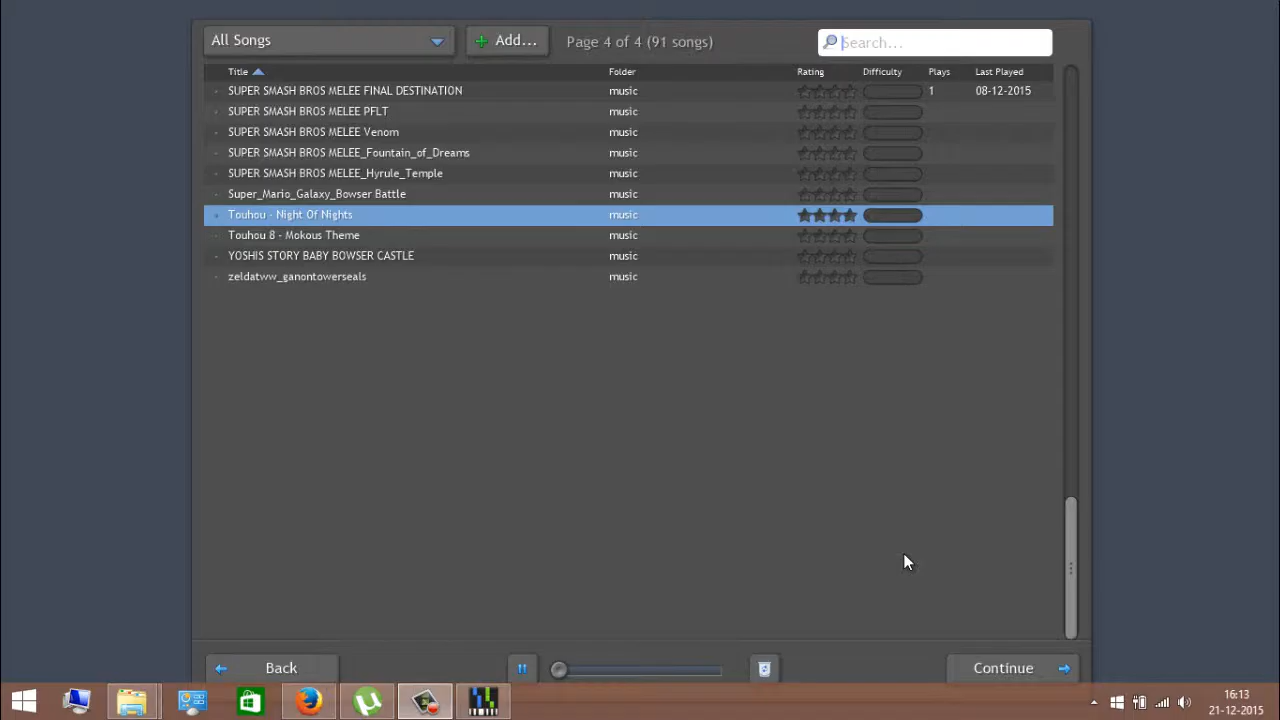 All Songs
Add...
Page 4 of 4 (91 songs)
Search...
Title Folder Rating Difficulty Plays Last Played
SUPER SMASH BROS MELEE FINAL DESTINATION music 1 08-12-2015
SUPER SMASH BROS MELEE PFLT music
SUPER SMASH BROS MELEE Venom music
SUPER SMASH BROS MELEE_Fountain_of_Dreams music
SUPER SMASH BROS MELEE_Hyrule_Temple music
Super_Mario_Galaxy_Bowser Battle music
Touhou - Night Of Nights music
Touhou 8 - Mokous Theme music
YOSHIS STORY BABY BOWSER CASTLE music
zeldatww_ganontowerseals music
Back
Continue
16:13
21-12-2015